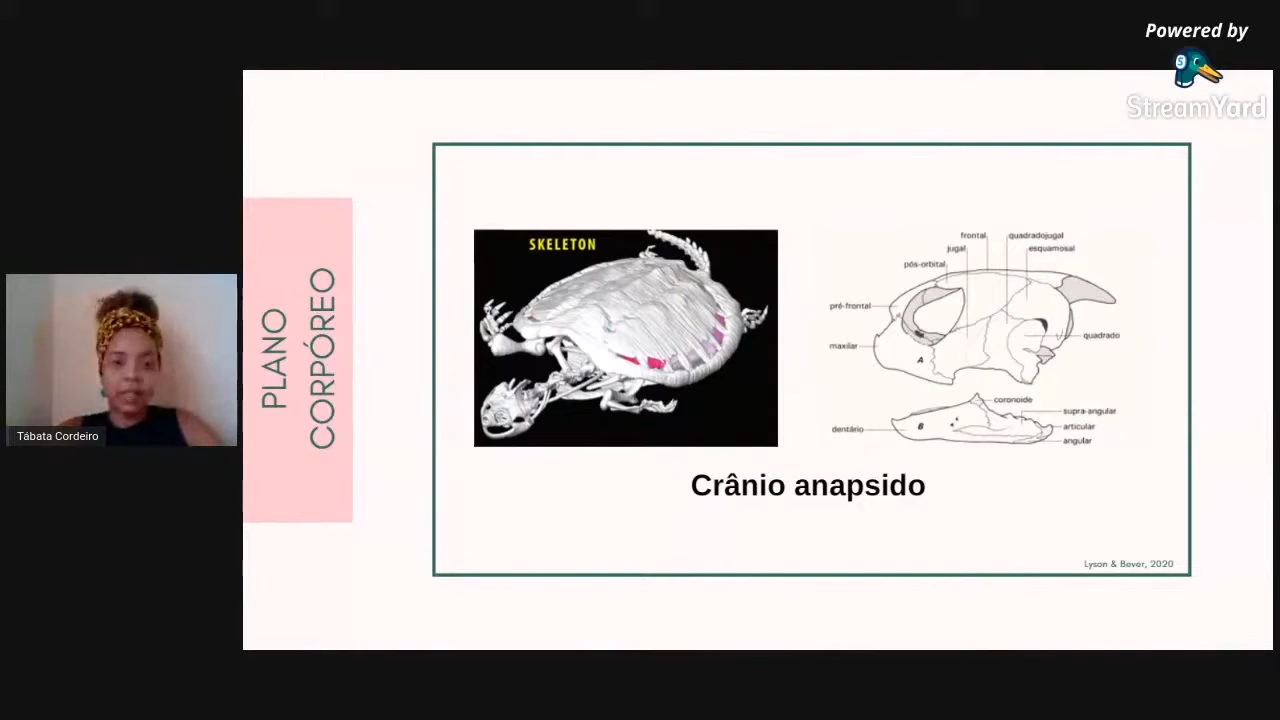 Powered by
StreamYard
Tábata Cordeiro
PLANO
CORPÓREO
SKELETON
frontal
quadradojugal
jugal
esquamosal
pós-orbital
pré-frontal
maxilar
quadrado
A
coronoide
supra-angular
dentário
B
articular
angular
Crânio anapsido
Lyson & Bever, 2020